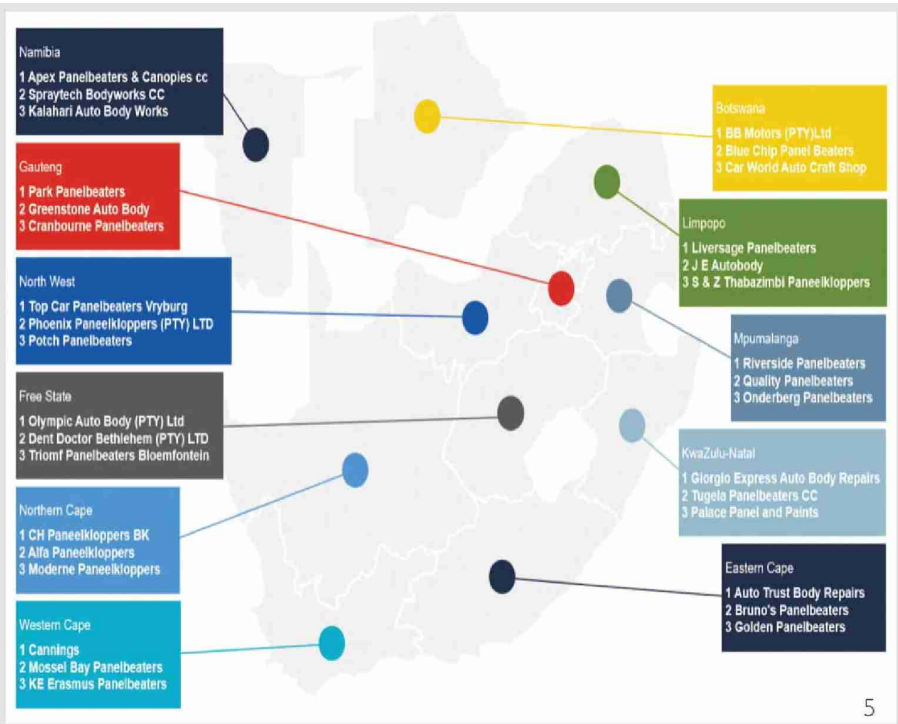 Namibia
1 Apex Panelbeaters & Canopies cc
2 Spraytech Bodyworks CC
3 Kalahari Auto Body Works
Gauteng
1 Park Panelbeaters
2 Greenstone Auto Body
3 Cranbourne Panelbeaters
North West
1 Top Car Panelbeaters Vryburg
2 Phoenix Paneelkloppers (PTY) LTD
3 Potch Panelbeaters
Free State
1 Olympic Auto Body (PTY) Ltd
2 Dent Doctor Bethlehem (PTY) LTD
3 Triomf Panelbeaters Bloemfontein
Northern Cape
1 CH Paneelkloppers BK
2 Alfa Paneelkloppers
3 Moderne Paneelkloppers
Western Cape
1 Cannings
2 Mossel Bay Panelbeaters
3 KE Erasmus Panelbeaters
Botswana
1 BB Motors (PTY)Ltd
2 Blue Chip Panel Beaters
3 Car World Auto Craft Shop
Limpopo
1 Liversage Panelbeaters
2 J E Autobody
3 S & Z Thabazimbi Paneelkloppers
Mpumalanga
1 Riverside Panelbeaters
2 Quality Panelbeaters
3 Onderberg Panelbeaters
KwaZulu-Natal
1 Giorgio Express Auto Body Repairs
2 Tugela Panelbeaters CC
3 Palace Panel and Paints
Eastern Cape
1 Auto Trust Body Repairs
2 Bruno's Panelbeaters
3 Golden Panelbeaters
5